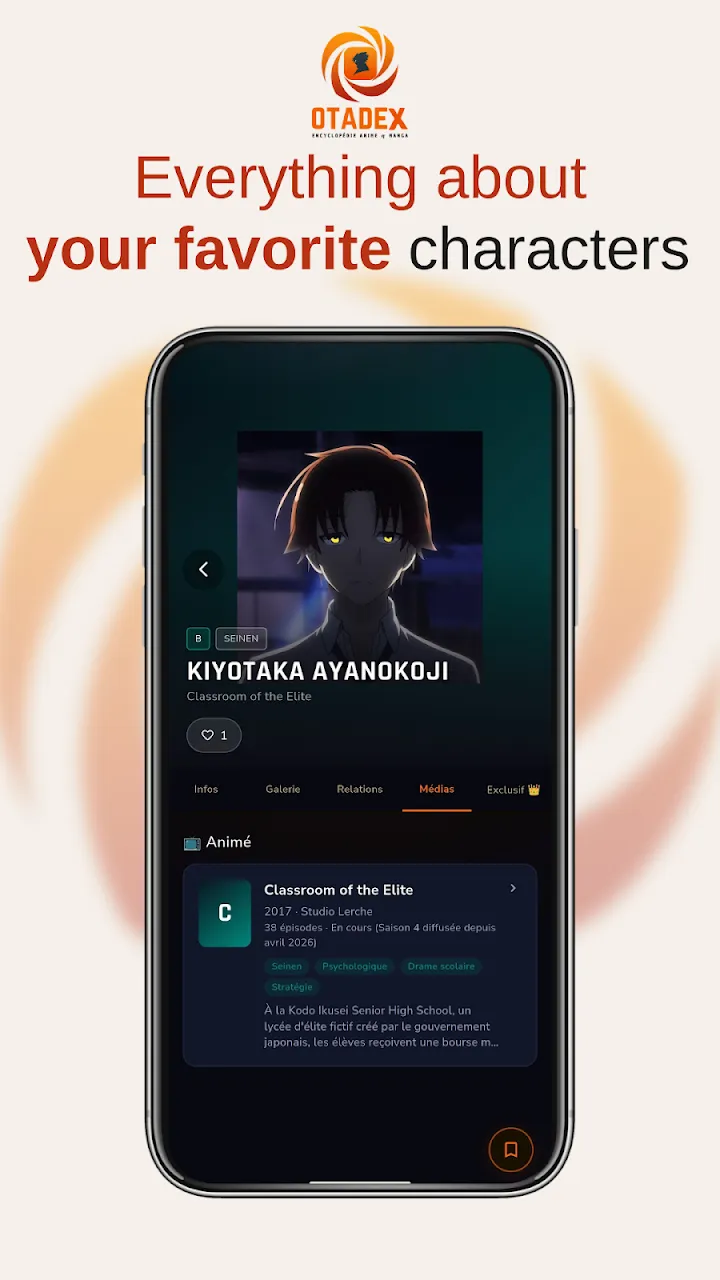 OTADEX
ENCYCLOPÉDIE ANIME & MANGA
Everything about
your favorite characters
B SEINEN
KIYOTAKA AYANOKOJI
Classroom of the Elite
1
Infos Galerie Relations Médias Exclusif
Animé
C
Classroom of the Elite
2017 · Studio Lerche
38 épisodes · En cours (Saison 4 diffusée depuis
avril 2026)
Seinen Psychologique Drame scolaire
Stratégie
À la Kodo Ikusei Senior High School, un
lycée d'élite fictif créé par le gouvernement
japonais, les élèves reçoivent une bourse m...